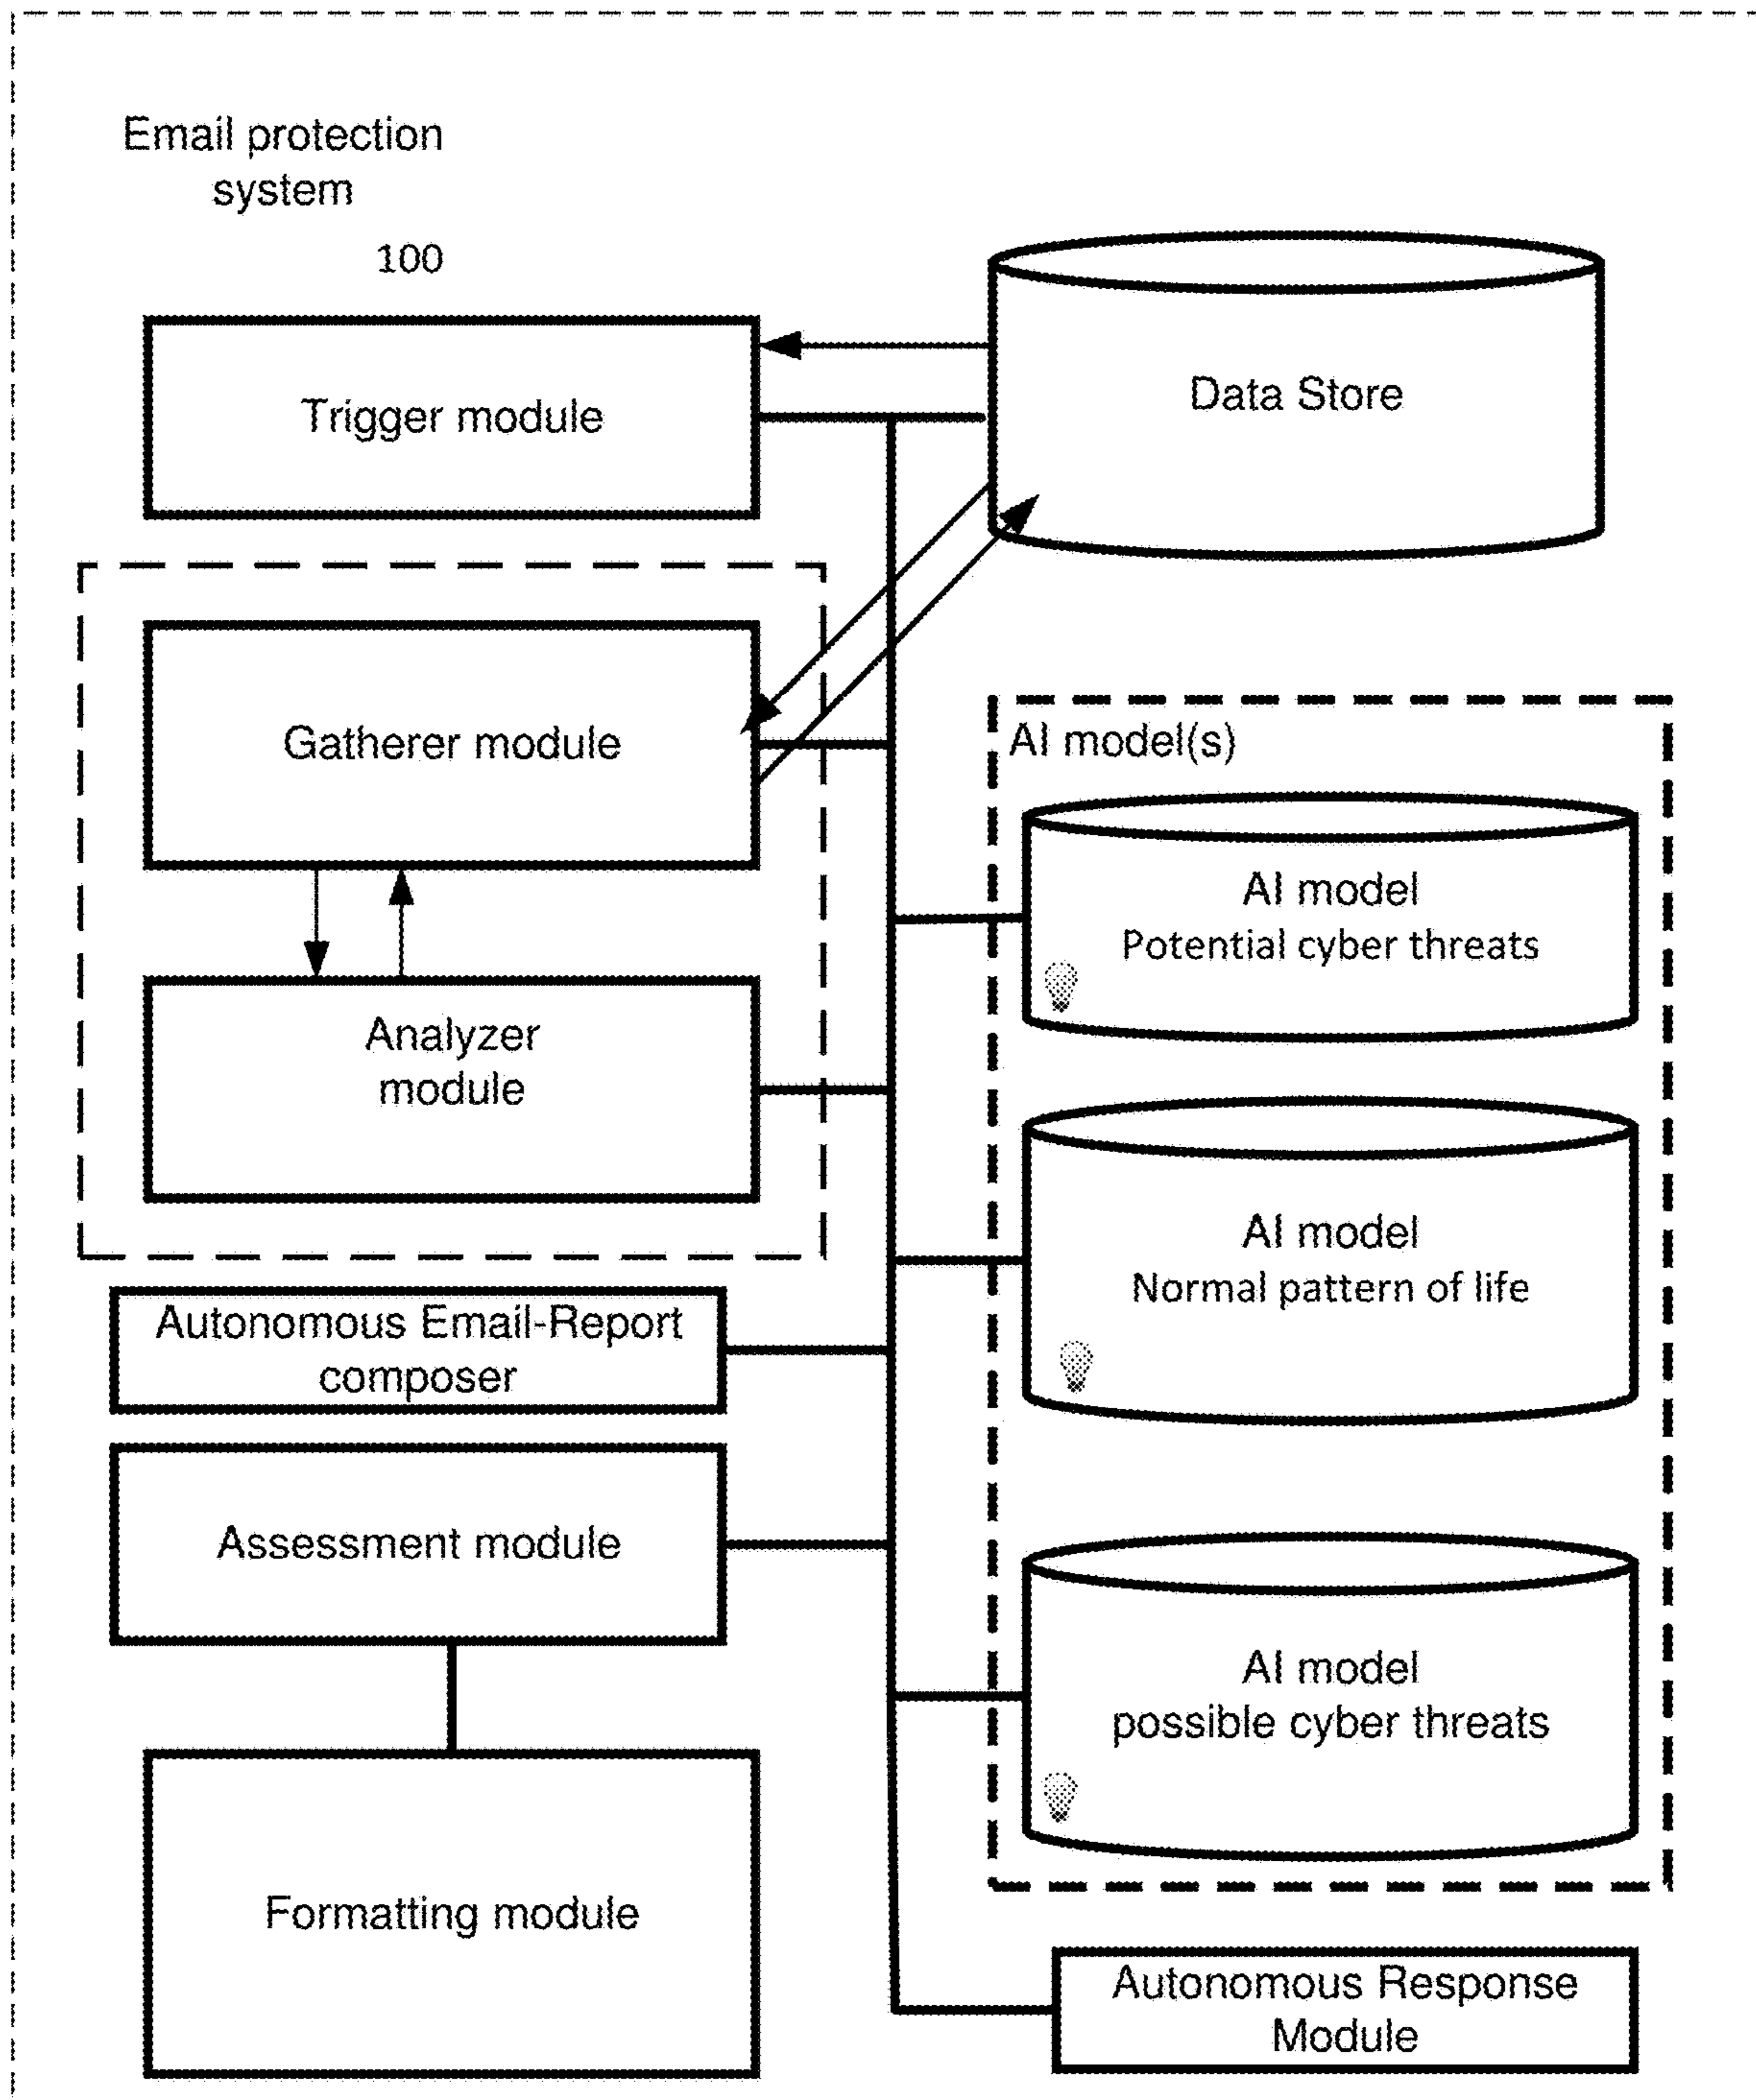 Email protection
system
100
Trigger module
Data Store
Gatherer module
AI model(s)
AI model
Potential cyber threats
Analyzer
module
AI model
Normal pattern of life
Autonomous Email-Report
composer
Assessment module
AI model
possible cyber threats
Formatting module
Autonomous Response
Module